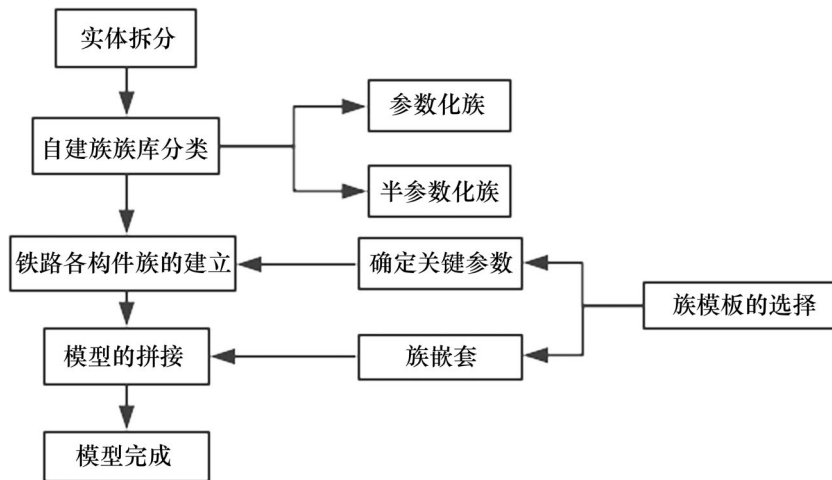 实体拆分
参数化族
自建族族库分类
半参数化族
铁路各构件族的建立
确定关键参数
族模板的选择
模型的拼接
族嵌套
模型完成